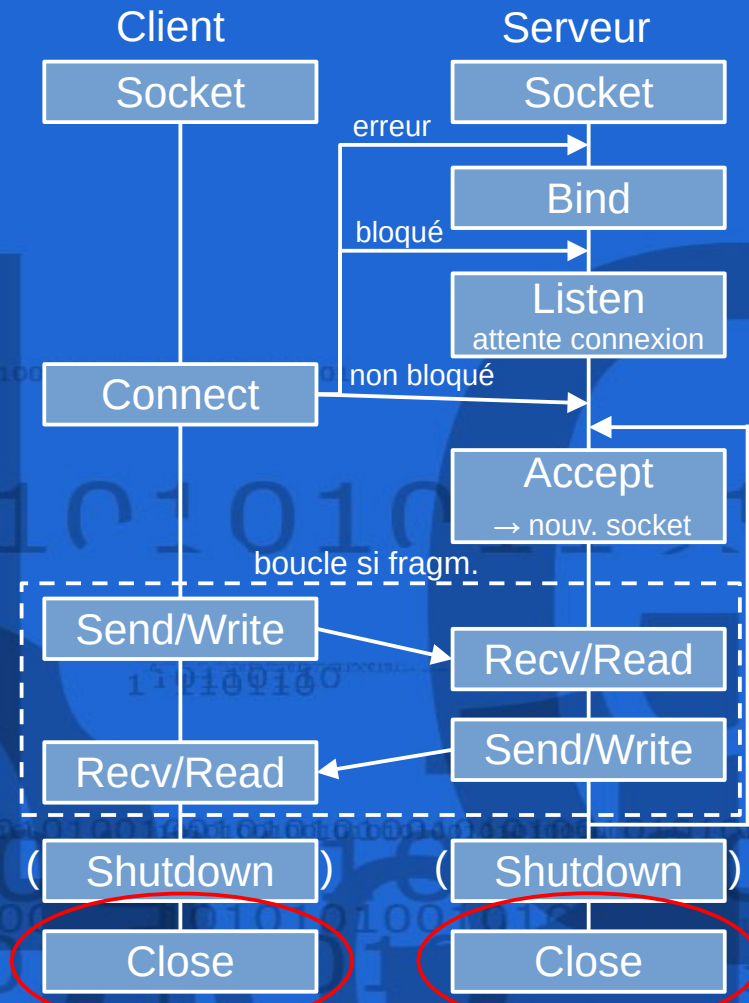 Client
Serveur
Socket
Socket
erreur
Bind
bloqué
Listen
attente connexion
non bloqué
Connect
Accept
→ nouv. socket
boucle si fragm.
Send/Write
Recv/Read
Send/Write
Recv/Read
( Shutdown )
( Shutdown )
Close
Close